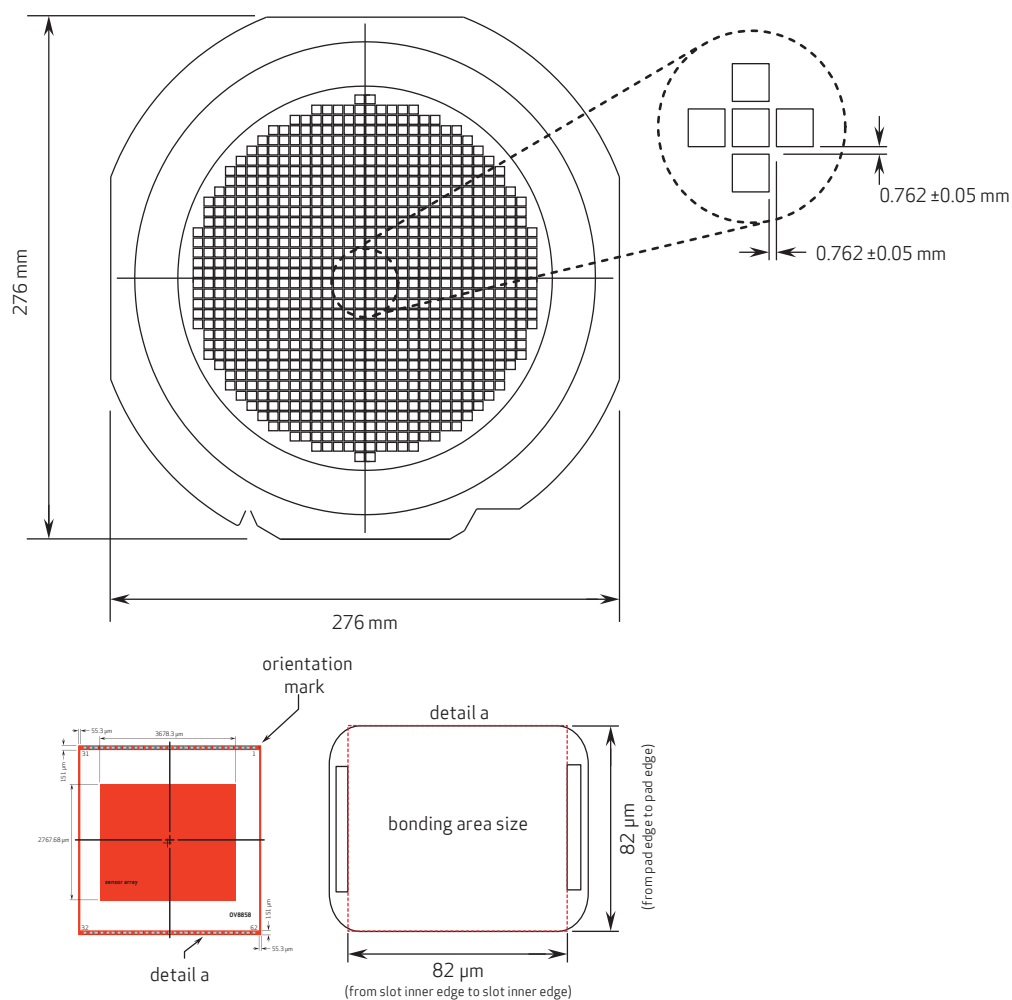 276 mm
0.762 ±0.05 mm
0.762 ±0.05 mm
276 mm
orientation
mark
55.3 µm
3678.3 µm
31
1
151 µm
2767.68 µm
sensor array
OV8858
32
62
151 µm
55.3 µm
detail a
detail a
bonding area size
82 µm
(from pad edge to pad edge)
82 µm
(from slot inner edge to slot inner edge)